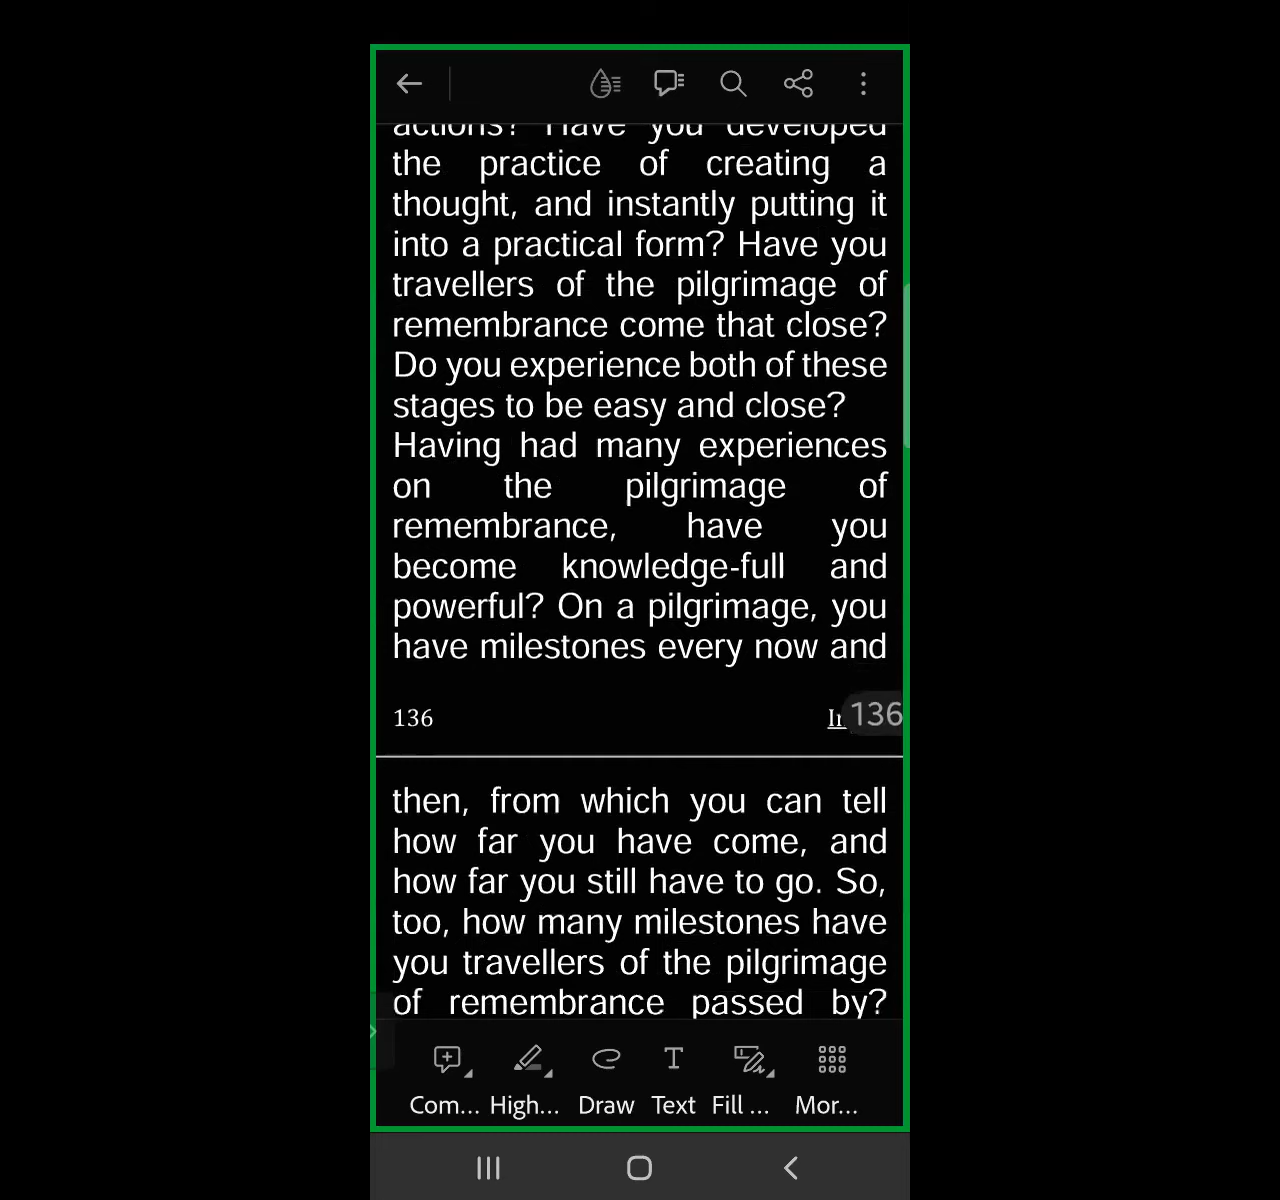 actions? Have you developed
the practice of creating a
thought, and instantly putting it
into a practical form? Have you
travellers of the pilgrimage of
remembrance come that close?
Do you experience both of these
stages to be easy and close?
Having had many experiences
on the pilgrimage of
remembrance, have you
become knowledge-full and
powerful? On a pilgrimage, you
have milestones every now and
136
136
then, from which you can tell
how far you have come, and
how far you still have to go. So,
too, how many milestones have
you travellers of the pilgrimage
of remembrance passed by?
Com... High... Draw Text Fill ... Mor...